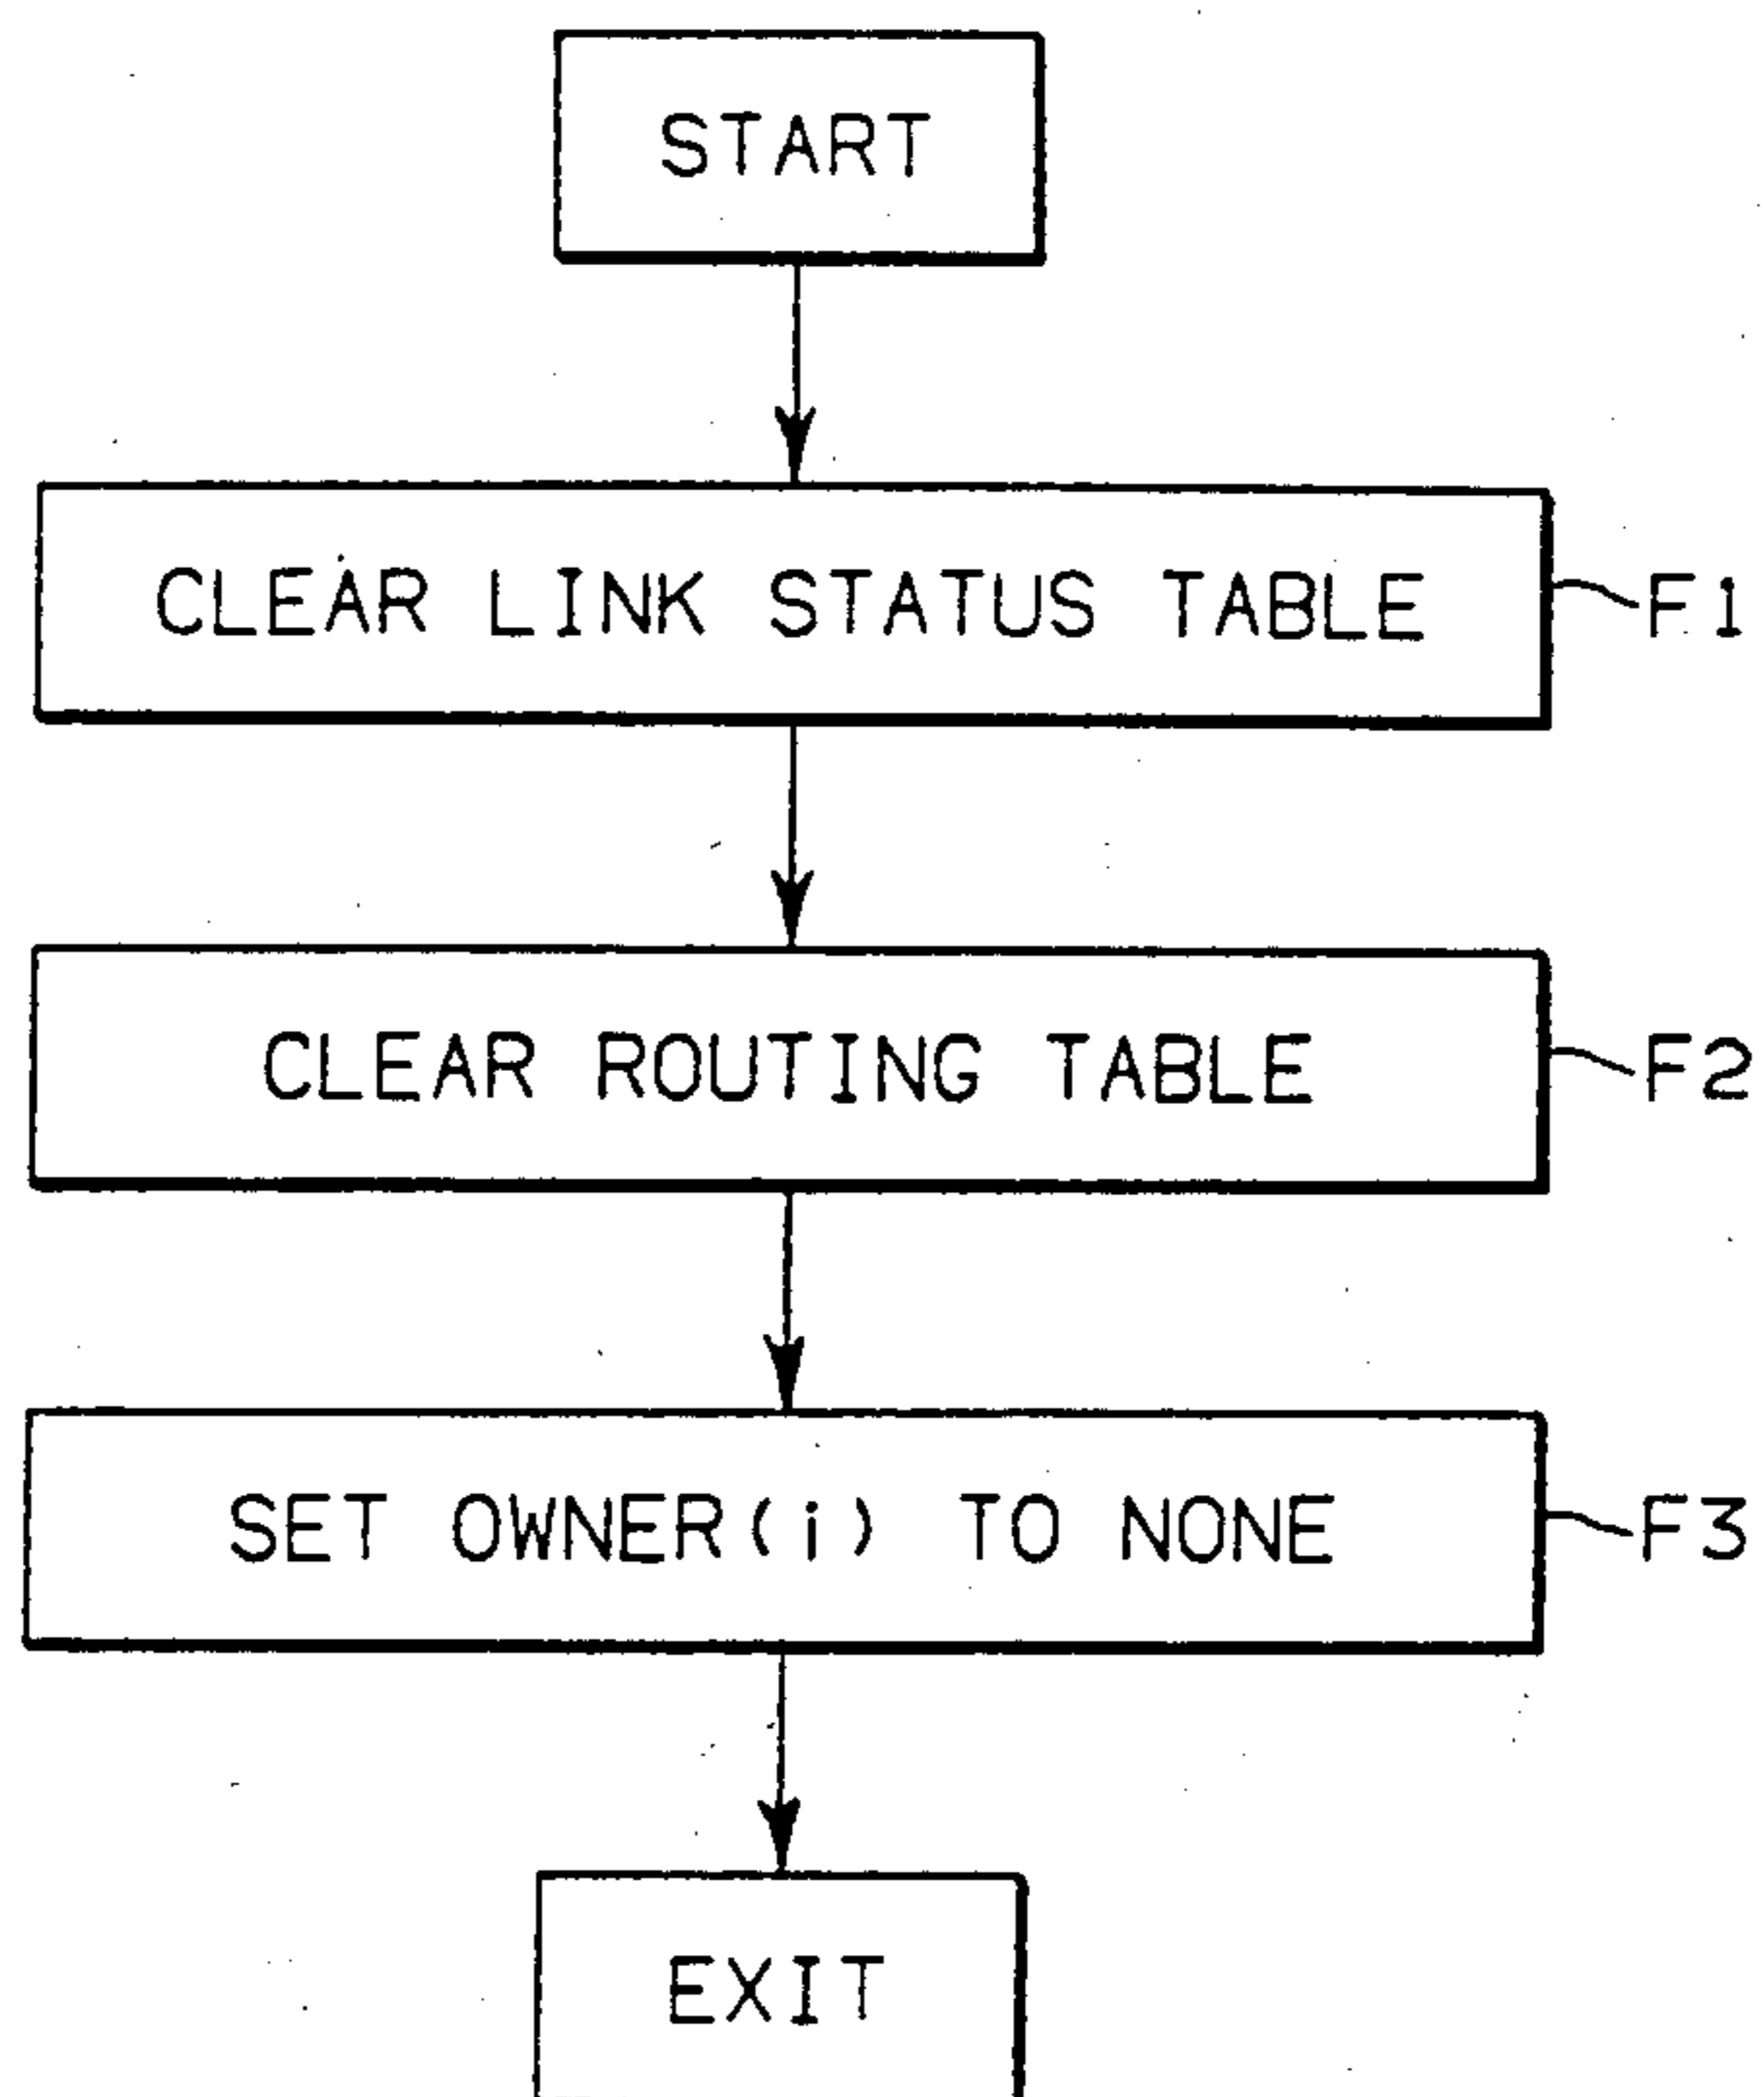 START
CLEAR LINK STATUS TABLE
F1
CLEAR ROUTING TABLE
F2
SET OWNER(i) TO NONE
F3
EXIT